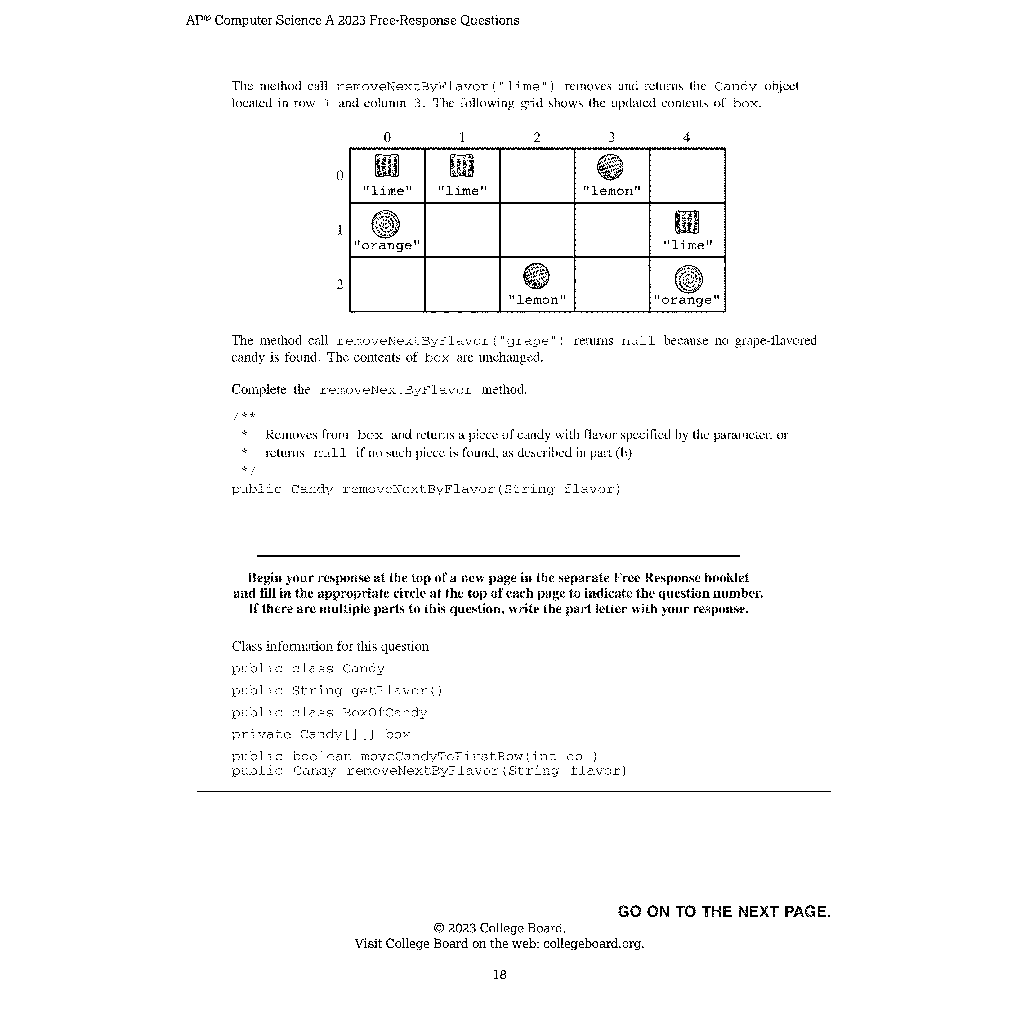 AP® Computer Science A 2023 Free-Response Questions
The method call removeNextByFlavor("lime") removes and returns the Candy object
located in row 1 and column 3. The following grid shows the updated contents of box.
0 1 2 3 4
0 "lime" "lime" "lemon"
1 "orange" "lime"
2 "lemon" "orange"
The method call removeNextByFlavor("grape") returns null because no grape-flavored
candy is found. The contents of box are unchanged.
Complete the removeNextByFlavor method.
/**
* Removes from box and returns a piece of candy with flavor specified by the parameter, or
* returns null if no such piece is found, as described in part (b)
*/
public Candy removeNextByFlavor(String flavor)
Begin your response at the top of a new page in the separate Free Response booklet
and fill in the appropriate circle at the top of each page to indicate the question number.
If there are multiple parts to this question, write the part letter with your response.
Class information for this question
public class Candy
public String getFlavor()
public class BoxOfCandy
private Candy[][] box
public boolean moveCandyToFirstRow(int col)
public Candy removeNextByFlavor(String flavor)
GO ON TO THE NEXT PAGE.
© 2023 College Board.
Visit College Board on the web: collegeboard.org.
18